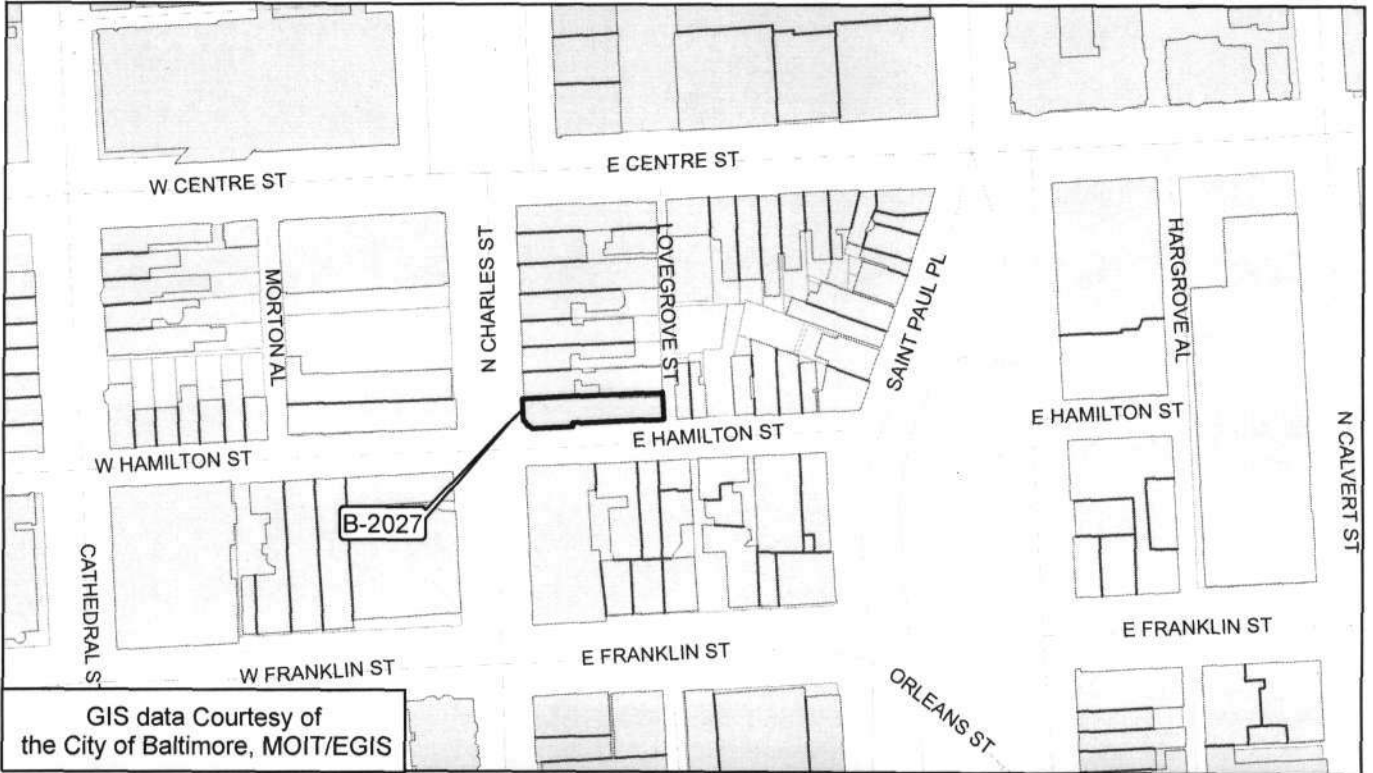 W CENTRE ST
E CENTRE ST
N CHARLES ST
LOVEGROVE ST
MORTON AL
SAINT PAUL PL
HARGROVE AL
W HAMILTON ST
E HAMILTON ST
E HAMILTON ST
N CALVERT ST
B-2027
CATHEDRAL S
W FRANKLIN ST
E FRANKLIN ST
E FRANKLIN ST
ORLEANS ST
GIS data Courtesy of
the City of Baltimore, MOIT/EGIS